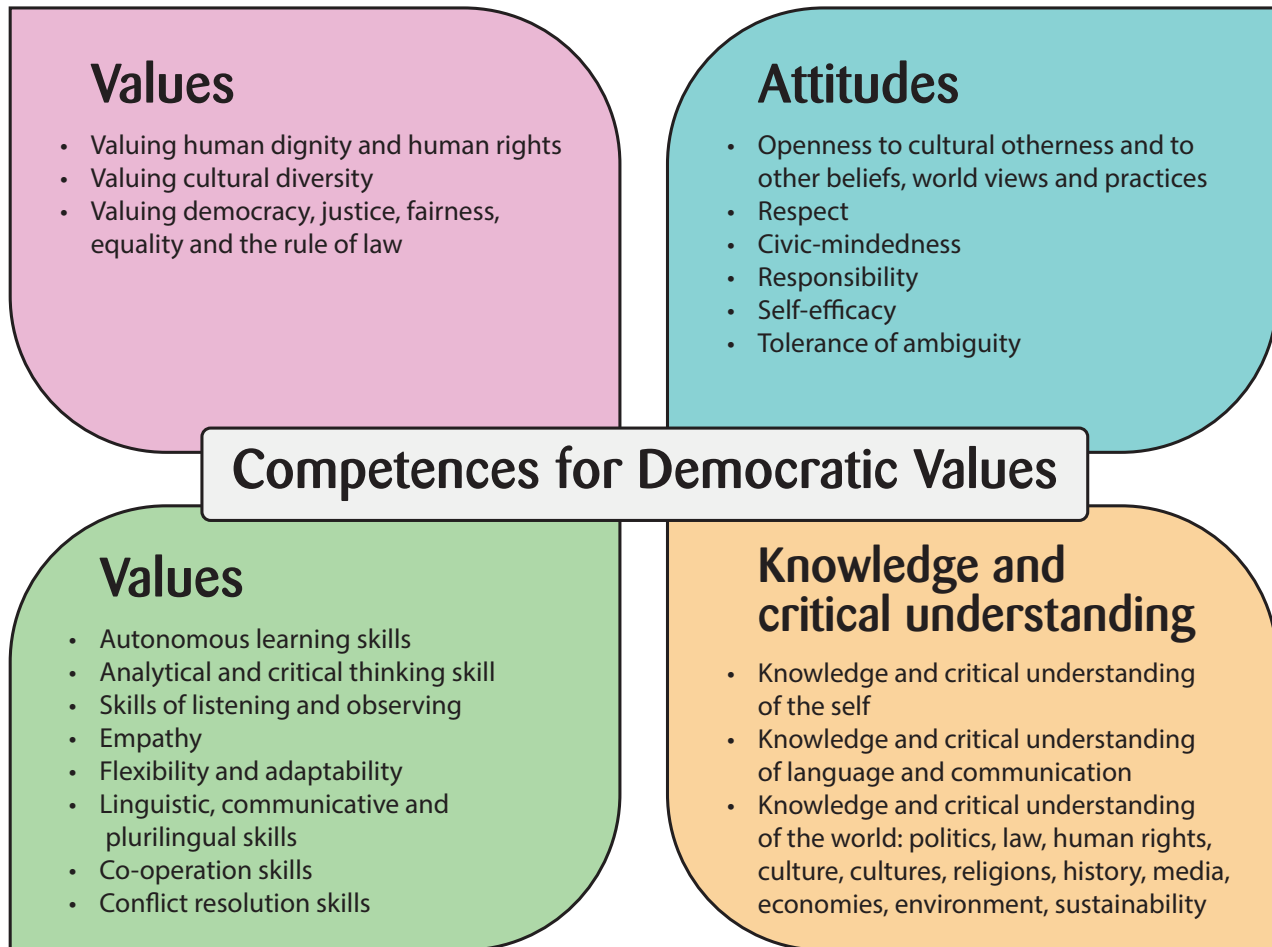 Values
• Valuing human dignity and human rights
• Valuing cultural diversity
• Valuing democracy, justice, fairness,
equality and the rule of law
Attitudes
• Openness to cultural otherness and to
other beliefs, world views and practices
• Respect
• Civic-mindedness
• Responsibility
• Self-efficacy
• Tolerance of ambiguity
Competences for Democratic Values
Values
• Autonomous learning skills
• Analytical and critical thinking skill
• Skills of listening and observing
• Empathy
• Flexibility and adaptability
• Linguistic, communicative and
plurilingual skills
• Co-operation skills
• Conflict resolution skills
Knowledge and
critical understanding
• Knowledge and critical understanding
of the self
• Knowledge and critical understanding
of language and communication
• Knowledge and critical understanding
of the world: politics, law, human rights,
culture, cultures, religions, history, media,
economies, environment, sustainability